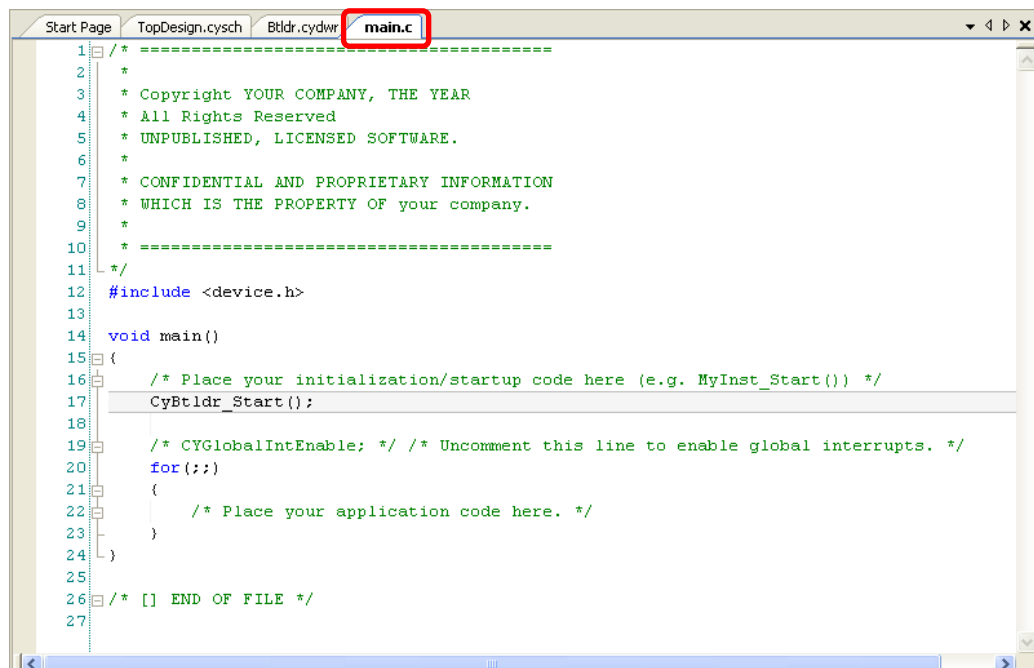 Start Page TopDesign.cysch Btldr.cydwr main.c
1 /* ========================================
2 *
3 * Copyright YOUR COMPANY, THE YEAR
4 * All Rights Reserved
5 * UNPUBLISHED, LICENSED SOFTWARE.
6 *
7 * CONFIDENTIAL AND PROPRIETARY INFORMATION
8 * WHICH IS THE PROPERTY OF your company.
9 *
10 * ========================================
11 */
12 #include <device.h>
13
14 void main()
15 {
16 /* Place your initialization/startup code here (e.g. MyInst_Start()) */
17 CyBtldr_Start();
18
19 /* CYGlobalIntEnable; */ /* Uncomment this line to enable global interrupts. */
20 for(;;)
21 {
22 /* Place your application code here. */
23 }
24 }
25
26 /* [] END OF FILE */
27